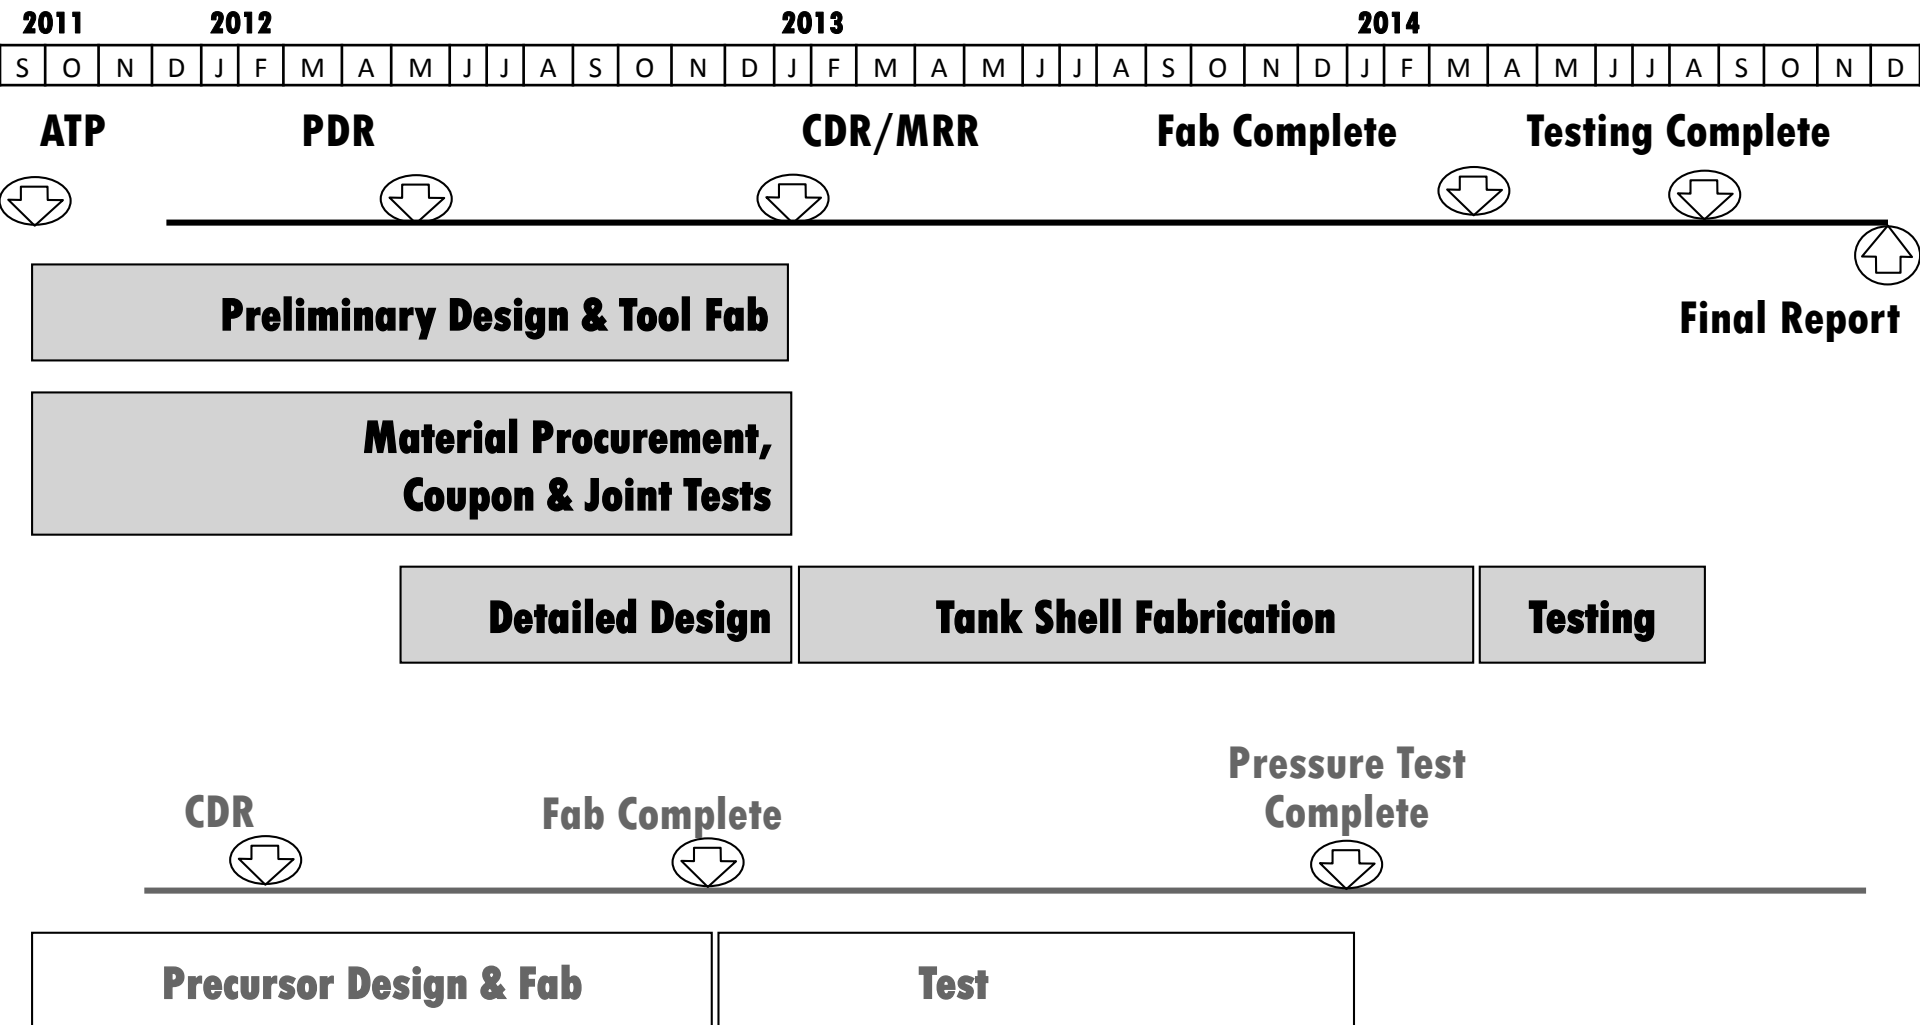 2011 2012 2013 2014
S O N D J F M A M J J A S O N D J F M A M J J A S O N D J F M A M J J A S O N D
ATP PDR CDR/MRR Fab Complete Testing Complete
Preliminary Design & Tool Fab
Final Report
Material Procurement,
Coupon & Joint Tests
Detailed Design Tank Shell Fabrication Testing
Pressure Test
Complete
CDR Fab Complete
Precursor Design & Fab Test